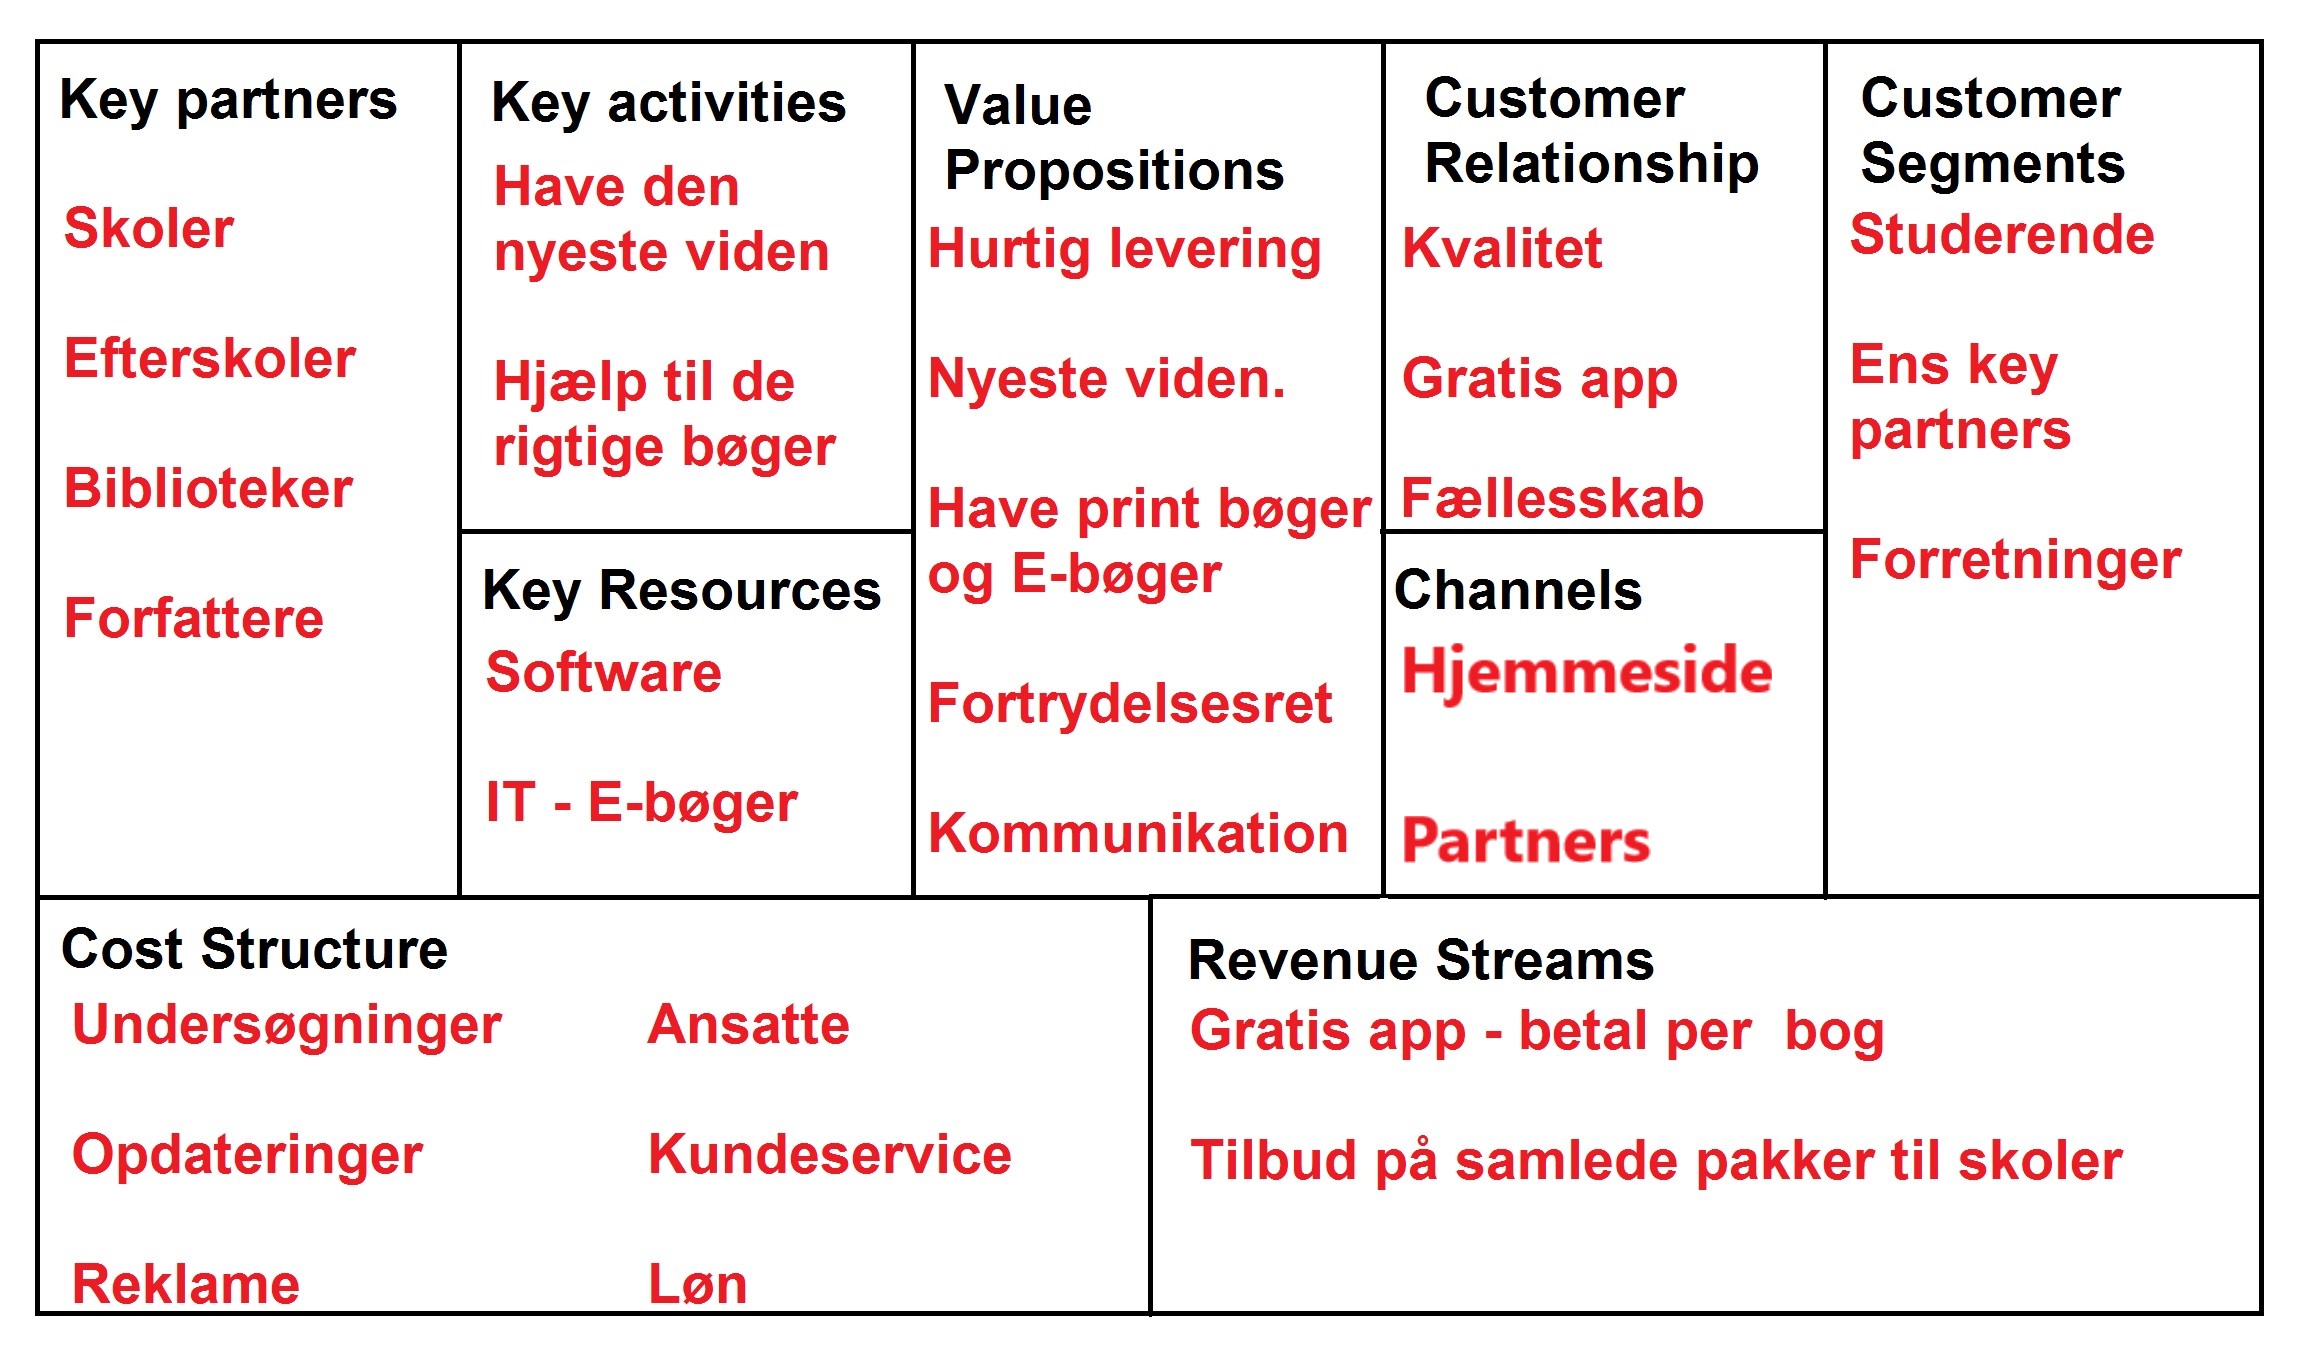 Key partners
Skoler
Efterskoler
Biblioteker
Forfattere
Key activities
Have den
nyeste viden
Hjælp til de
rigtige bøger
Key Resources
Software
IT - E-bøger
Value
Propositions
Hurtig levering
Nyeste viden.
Have print bøger
og E-bøger
Fortrydelsesret
Kommunikation
Customer
Relationship
Kvalitet
Gratis app
Fællesskab
Channels
Hjemmeside
Partners
Customer
Segments
Studerende
Ens key
partners
Forretninger
Cost Structure
Undersøgninger
Opdateringer
Reklame
Ansatte
Kundeservice
Løn
Revenue Streams
Gratis app - betal per  bog
Tilbud på samlede pakker til skoler